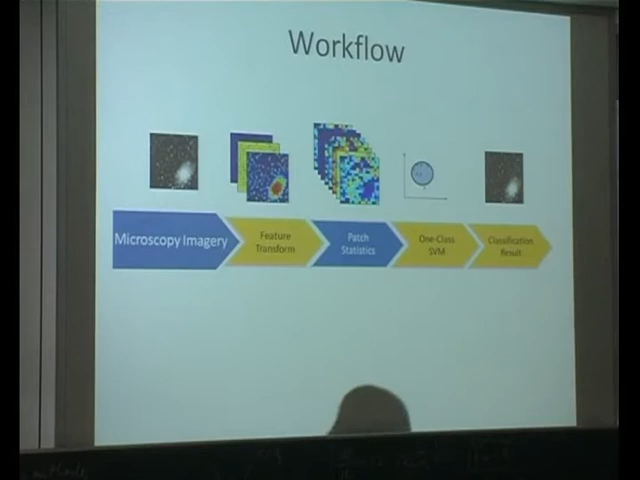 Workflow
Microscopy Imagery
Feature
Transform
Patch
Statistics
One-Class
SVM
Classification
Result